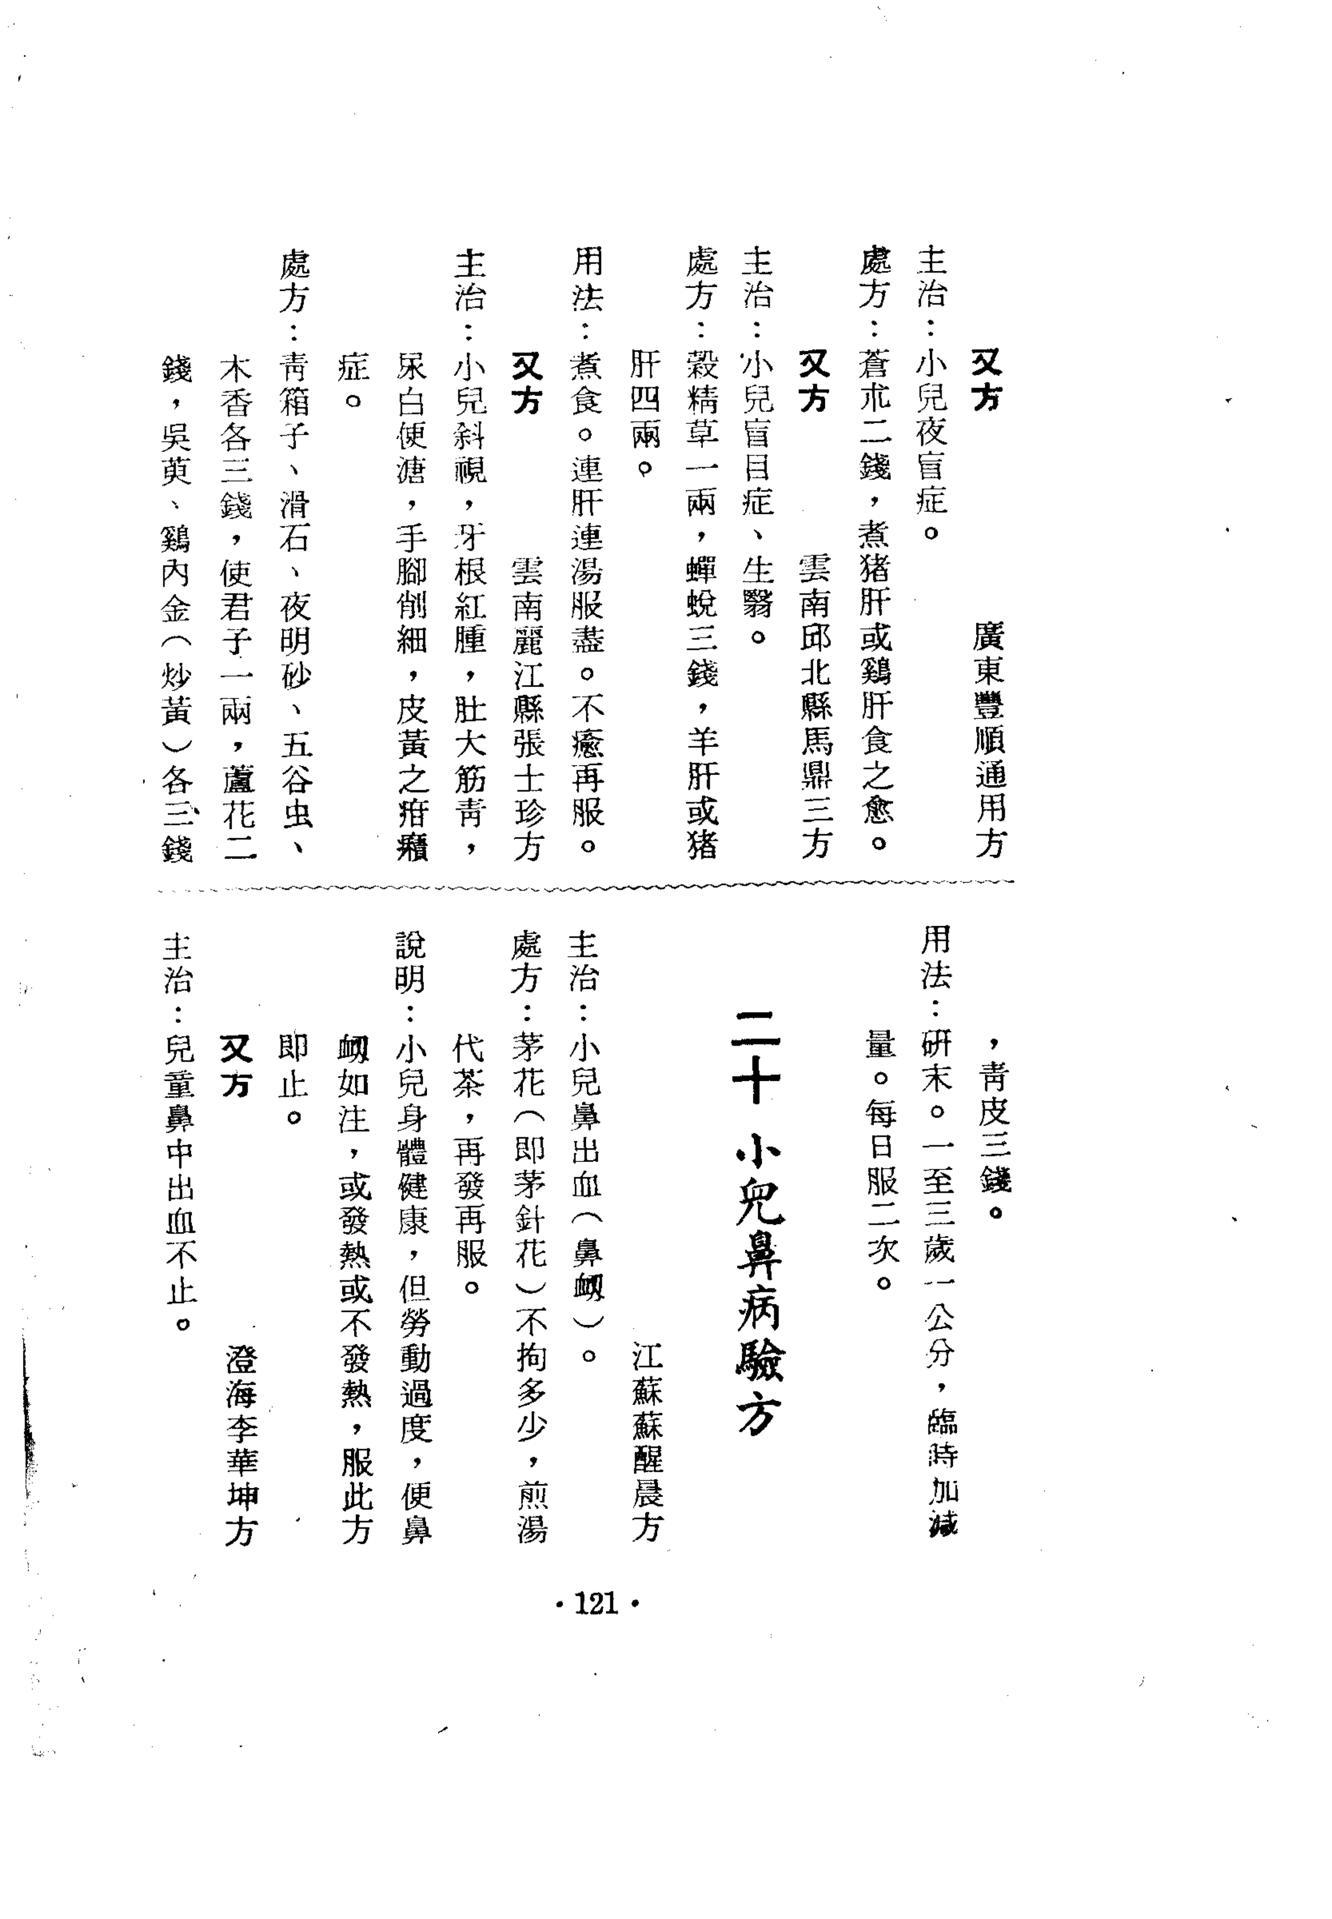 又方　廣東豐順通用方
主治：小兒夜盲症。
處方：蒼朮二錢，煮猪肝或鷄肝食之愈。
又方　雲南邱北縣馬鼎三方
主治：小兒盲目症、生翳。
處方：穀精草一兩，蟬蛻三錢，羊肝或猪
肝四兩。
用法：煮食。連肝連湯服盡。不癒再服。
又方　雲南麗江縣張士珍方
主治：小兒斜視，牙根紅腫，肚大筋青，
尿白便溏，手腳削細，皮黃之疳癪
症。
處方：青箱子、滑石、夜明砂、五谷虫、
木香各三錢，使君子一兩，蘆花二
錢，吳萸、鷄內金（炒黃）各三錢
，青皮三錢。
用法：研末。一至三歲一公分，臨時加減
量。每日服二次。
二十　小兒鼻病驗方
江蘇蘇醒晨方
主治：小兒鼻出血（鼻衂）。
處方：茅花（即茅針花）不拘多少，煎湯
代茶，再發再服。
說明：小兒身體健康，但勞動過度，便鼻
衂如注，或發熱或不發熱，服此方
即止。
又方　澄海李華坤方
主治：兒童鼻中出血不止。
·121·